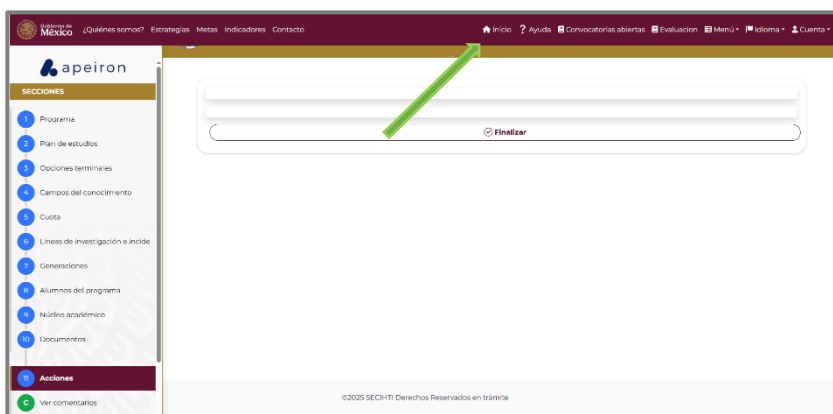 Gobierno de
México
¿Quiénes somos? Estrategias Metas Indicadores Contacto
Inicio ? Ayuda Convocatorias abiertas Evaluacion Menú Idioma Cuenta
apeiron
SECCIONES
1 Programa
2 Plan de estudios
3 Opciones terminales
4 Campos del conocimiento
5 Cuota
6 Líneas de investigación e incide
7 Generaciones
8 Alumnos del programa
9 Núcleo académico
10 Documentos
11 Acciones
C Ver comentarios
Finalizar
©2025 SECIHTI Derechos Reservados en trámite